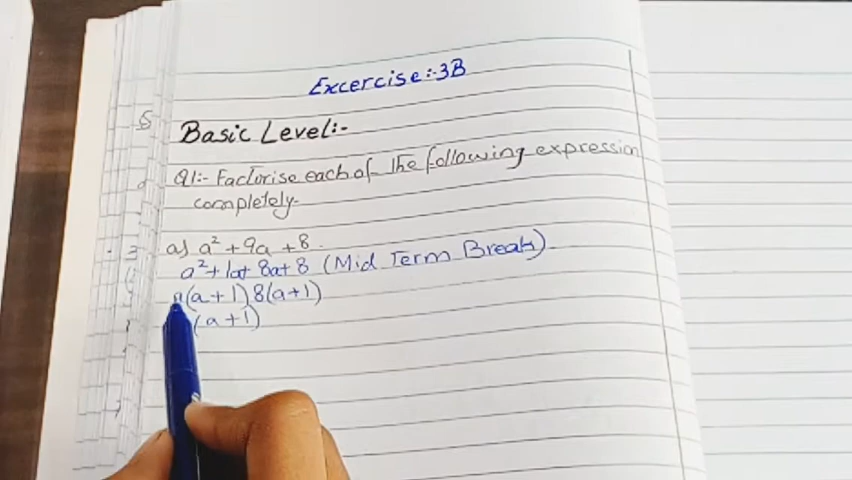 Excercise:-3B
Basic Level:-
Q1:- Factorise each of the following expression
completely.
a) a² + 9a + 8.
a² + 1a + 8a + 8 (Mid Term Break)
a(a + 1) 8(a + 1)
(a + 1)